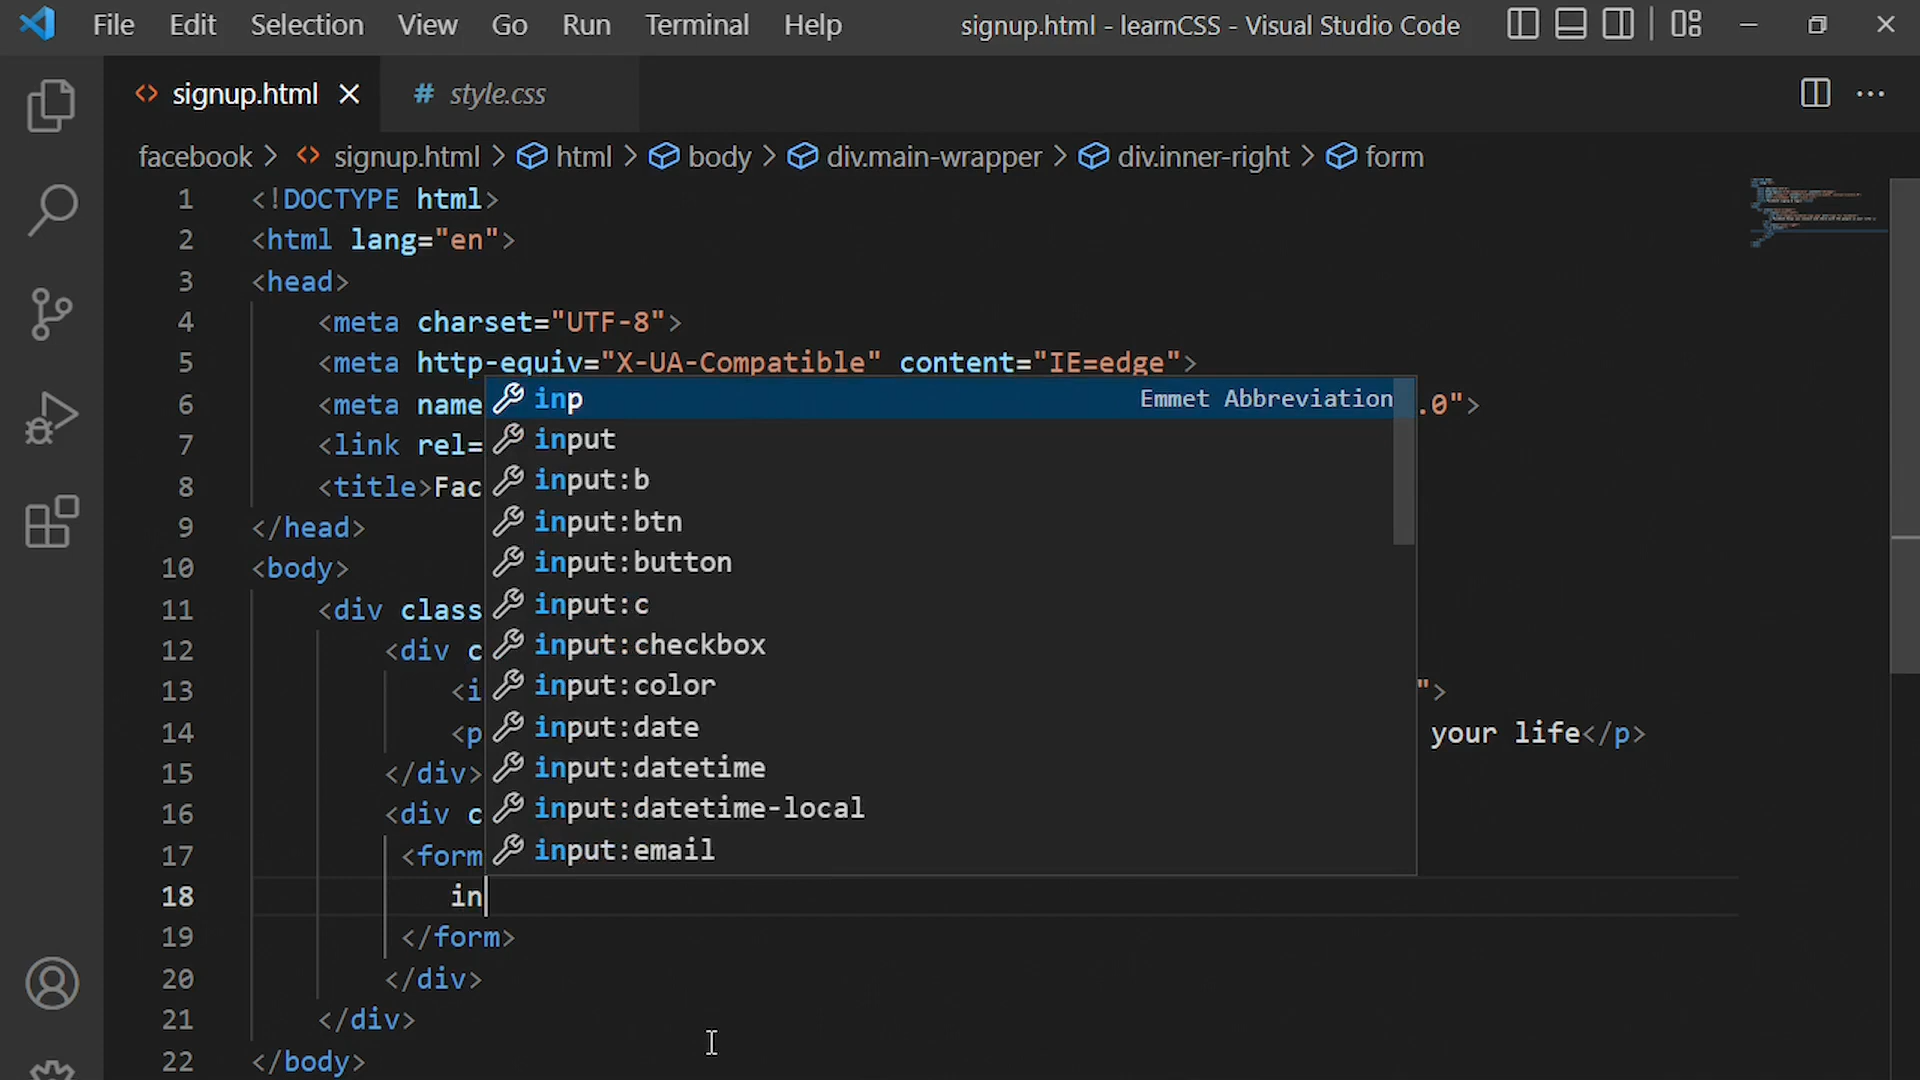 File Edit Selection View Go Run Terminal Help signup.html - learnCSS - Visual Studio Code
signup.html # style.css
facebook > signup.html > html > body > div.main-wrapper > div.inner-right > form
1 <!DOCTYPE html>
2 <html lang="en">
3 <head>
4 <meta charset="UTF-8">
5 <meta http-equiv="X-UA-Compatible" content="IE=edge">
inp Emmet Abbreviation
6 <meta name .0">
input
7 <link rel=
input:b
8 <title>Fac
input:btn
9 </head>
input:button
10 <body>
input:c
11 <div class
input:checkbox
12 <div c
input:color
13 <i ">
input:date
14 <p your life</p>
input:datetime
15 </div>
input:datetime-local
16 <div c
input:email
17 <form
18 in
19 </form>
20 </div>
21 </div>
22 </body>